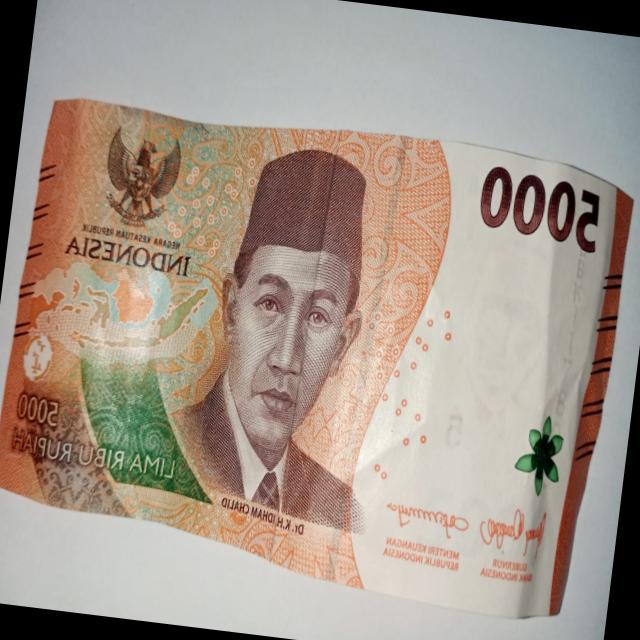 5000
NEGARA KESATUAN REPUBLIK
INDONESIA
5000
LIMA RIBU RUPIAH
Dr. K.H. IDHAM CHALID
GUBERNUR
BANK INDONESIA
MENTERI KEUANGAN
REPUBLIK INDONESIA